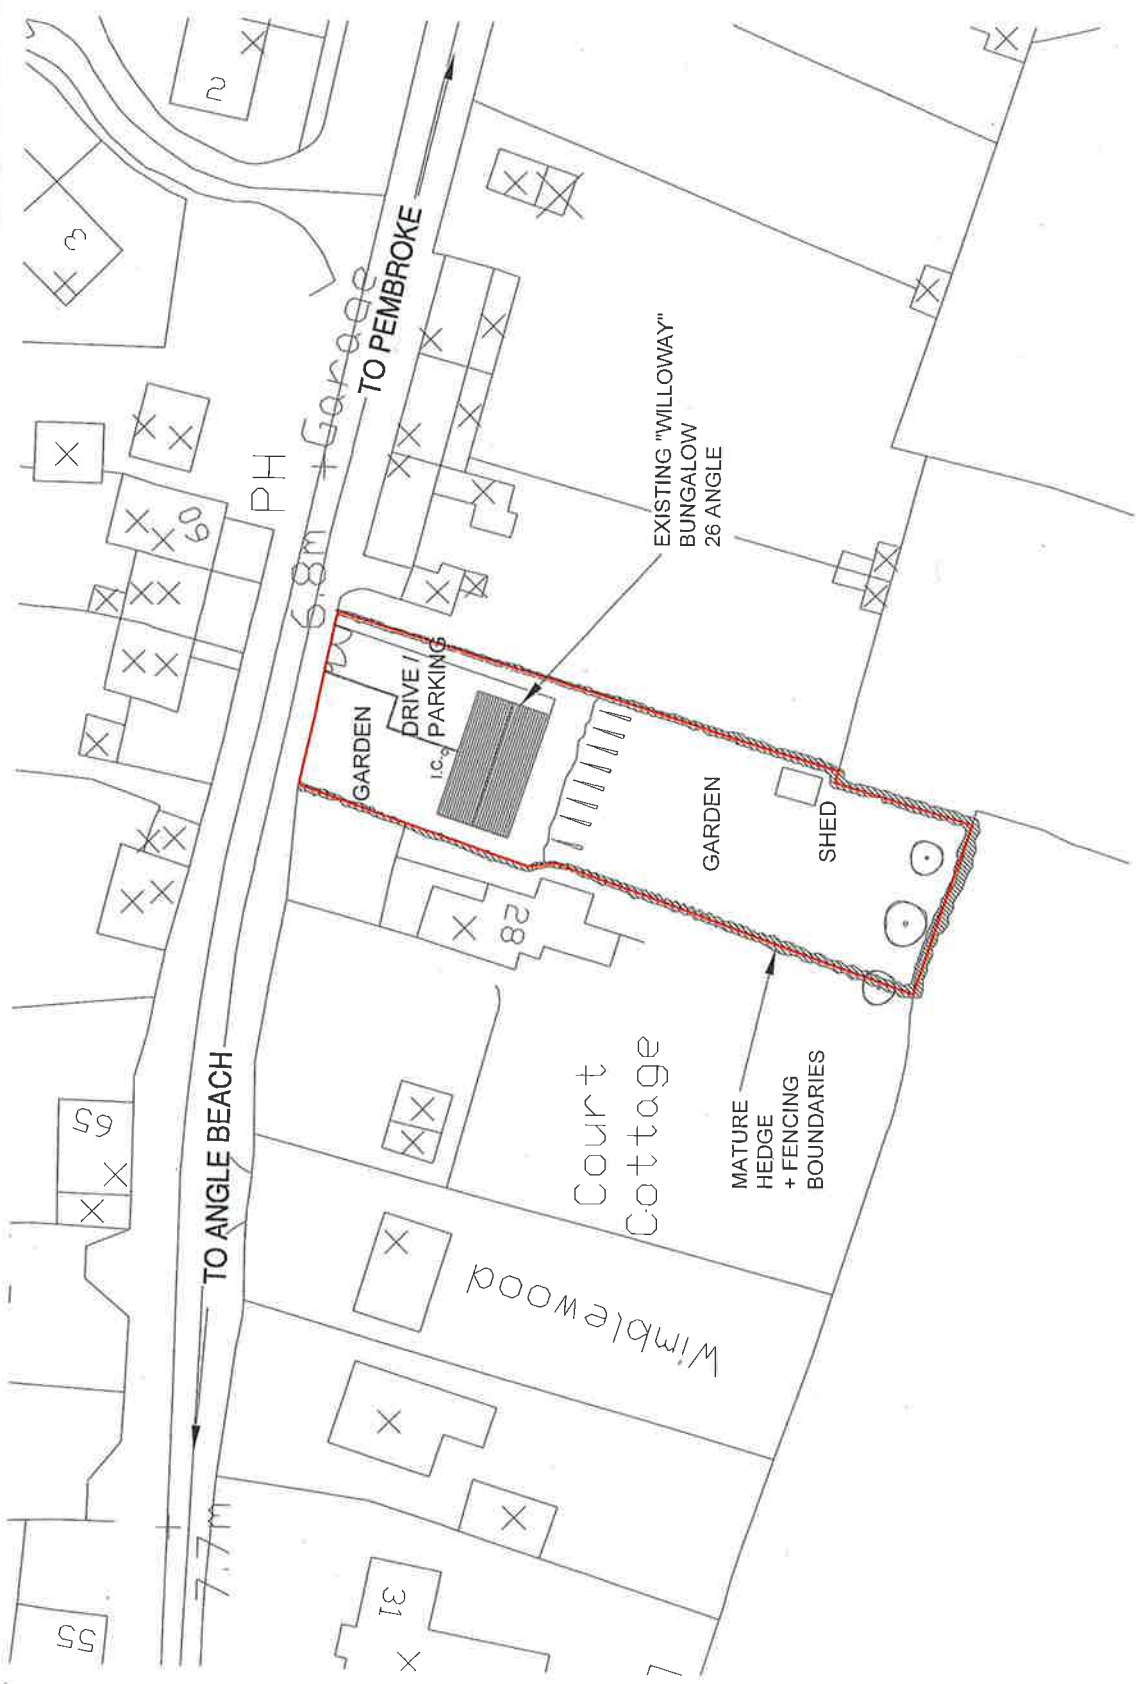 2
3
TO PEMBROKE
Garage
PH
6.8m
60
EXISTING "WILLOWAY"
BUNGALOW
26 ANGLE
DRIVE /
PARKING
GARDEN
I.C.
GARDEN
SHED
28
MATURE
HEDGE
+ FENCING
BOUNDARIES
Court
Cottage
TO ANGLE BEACH
65
Wimblewood
7.7m
55
31